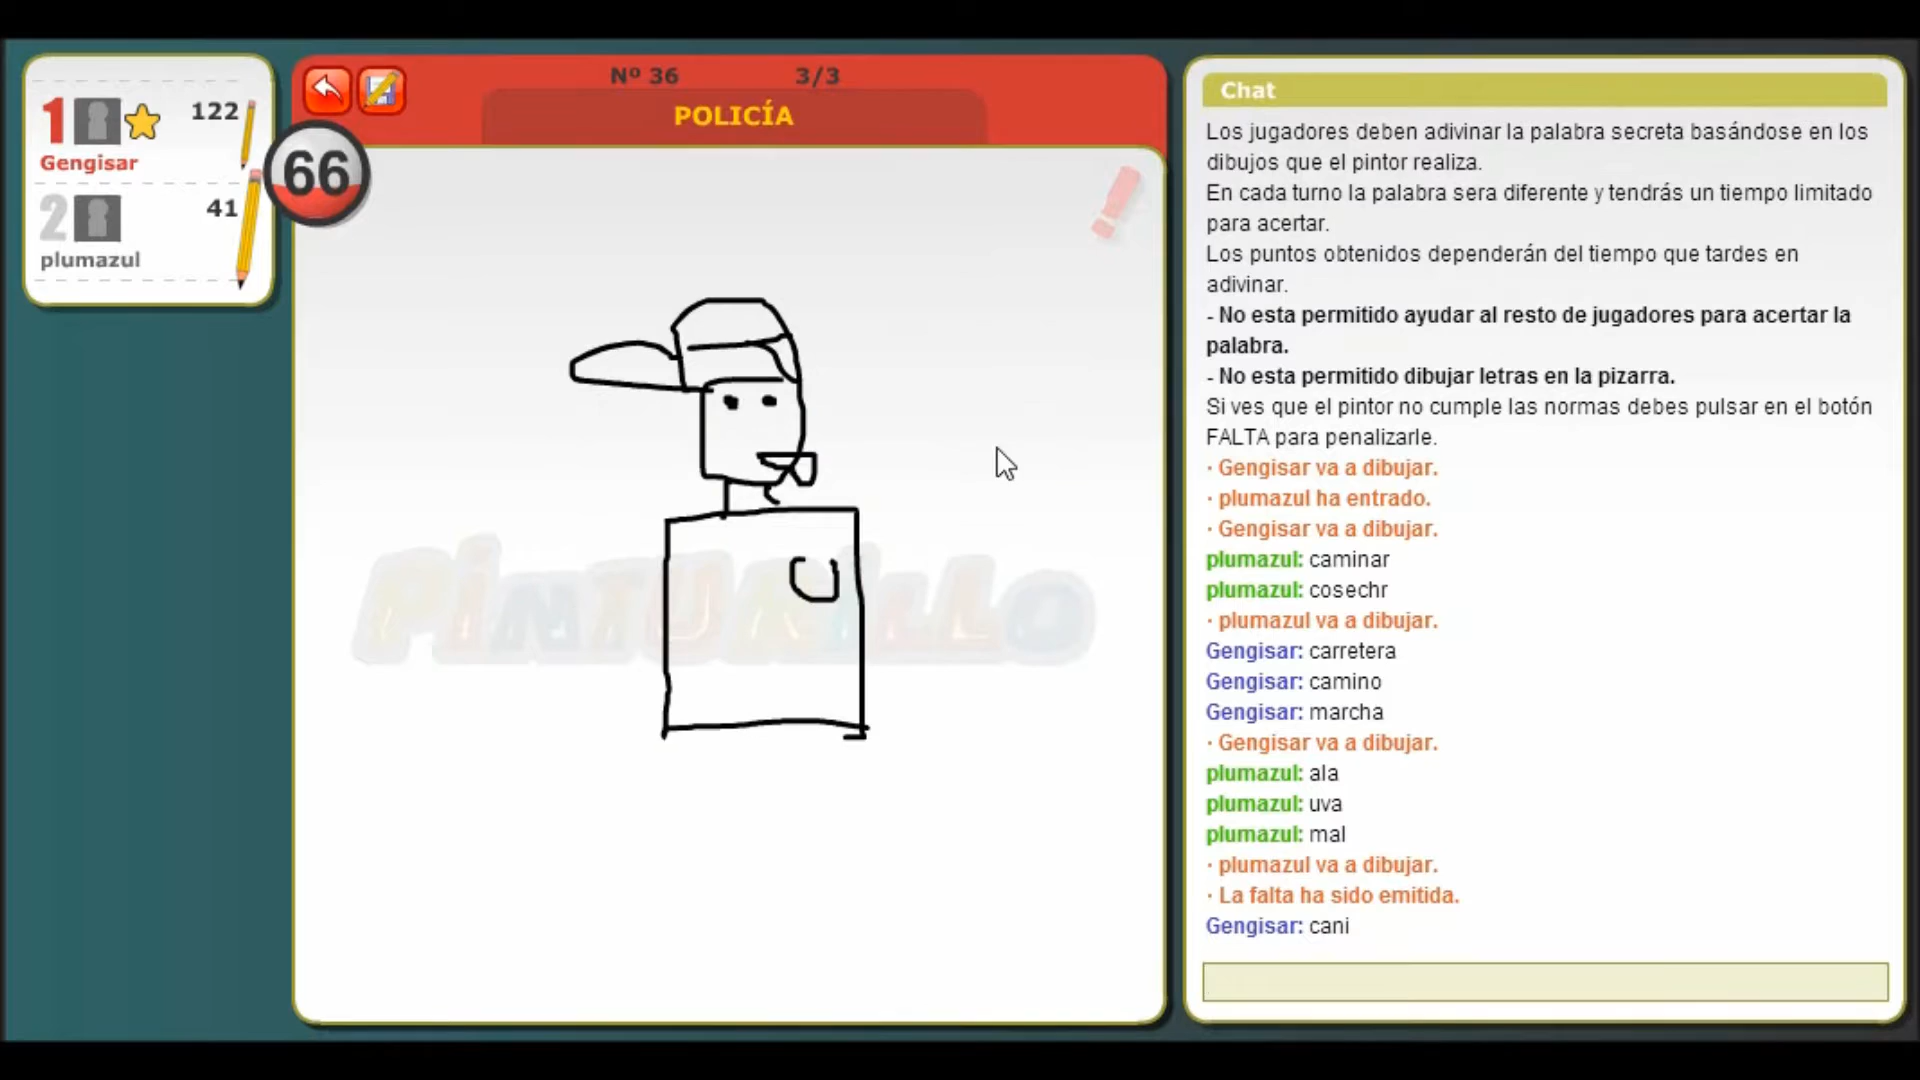 1
122
Gengisar
2
41
plumazul
66
Nº 36
3/3
POLICÍA
PINTURILLO
Chat
Los jugadores deben adivinar la palabra secreta basándose en los
dibujos que el pintor realiza.
En cada turno la palabra sera diferente y tendrás un tiempo limitado
para acertar.
Los puntos obtenidos dependerán del tiempo que tardes en
adivinar.
- No esta permitido ayudar al resto de jugadores para acertar la
palabra.
- No esta permitido dibujar letras en la pizarra.
Si ves que el pintor no cumple las normas debes pulsar en el botón
FALTA para penalizarle.
· Gengisar va a dibujar.
· plumazul ha entrado.
· Gengisar va a dibujar.
plumazul: caminar
plumazul: cosechr
· plumazul va a dibujar.
Gengisar: carretera
Gengisar: camino
Gengisar: marcha
· Gengisar va a dibujar.
plumazul: ala
plumazul: uva
plumazul: mal
· plumazul va a dibujar.
· La falta ha sido emitida.
Gengisar: cani